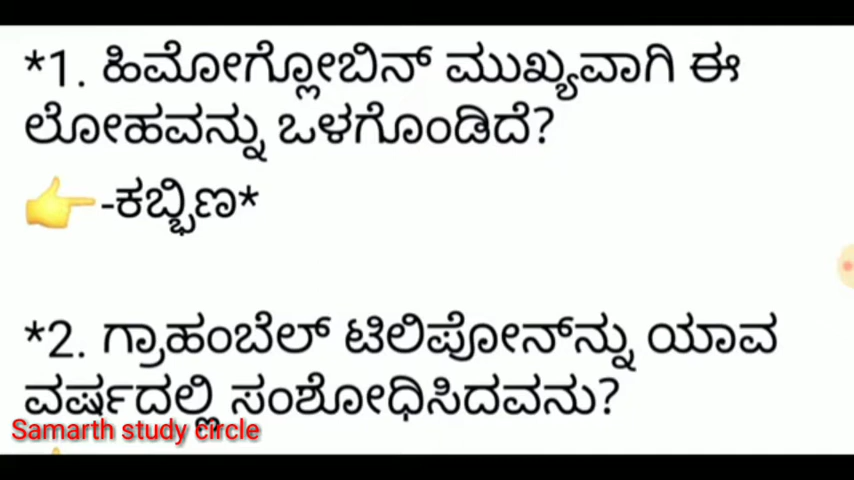 *1. ಹಿಮೋಗ್ಲೋಬಿನ್ ಮುಖ್ಯವಾಗಿ ಈ
ಲೋಹವನ್ನು ಒಳಗೊಂಡಿದೆ?
👉-ಕಬ್ಭಿಣ*
*2. ಗ್ರಾಹಂಬೆಲ್ ಟಿಲಿಪೋನ್‌ನ್ನು ಯಾವ
ವರ್ಷದಲ್ಲಿ ಸಂಶೋಧಿಸಿದವನು?
Samarth study circle